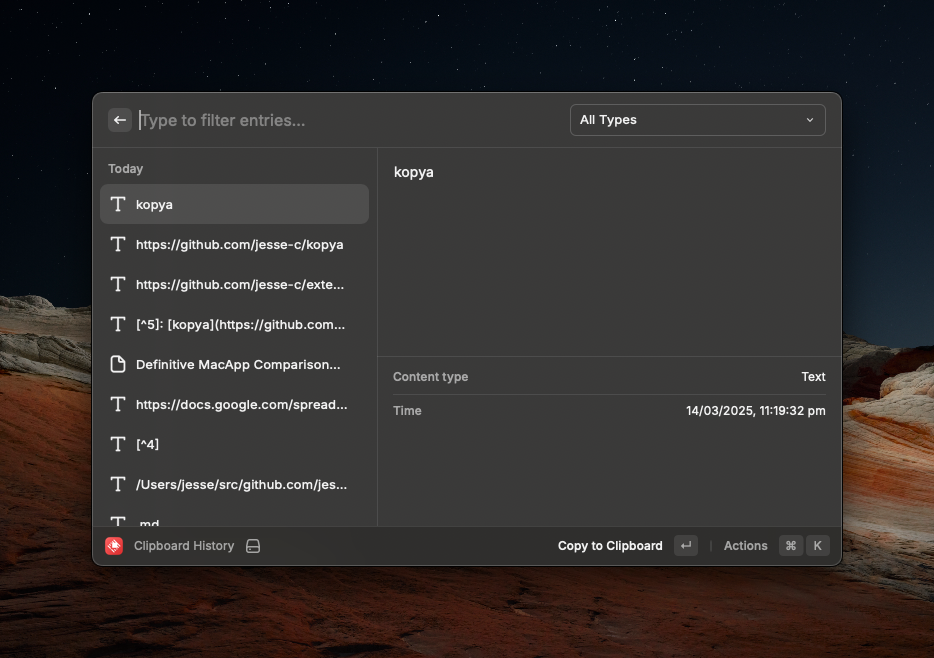 Type to filter entries...
All Types
Today
kopya
https://github.com/jesse-c/kopya
https://github.com/jesse-c/exte...
[^5]: [kopya](https://github.com...
Definitive MacApp Comparison...
https://docs.google.com/spread...
[^4]
/Users/jesse/src/github.com/jes...
.md
kopya
Content type Text
Time 14/03/2025, 11:19:32 pm
Clipboard History
Copy to Clipboard ↵ | Actions ⌘ K